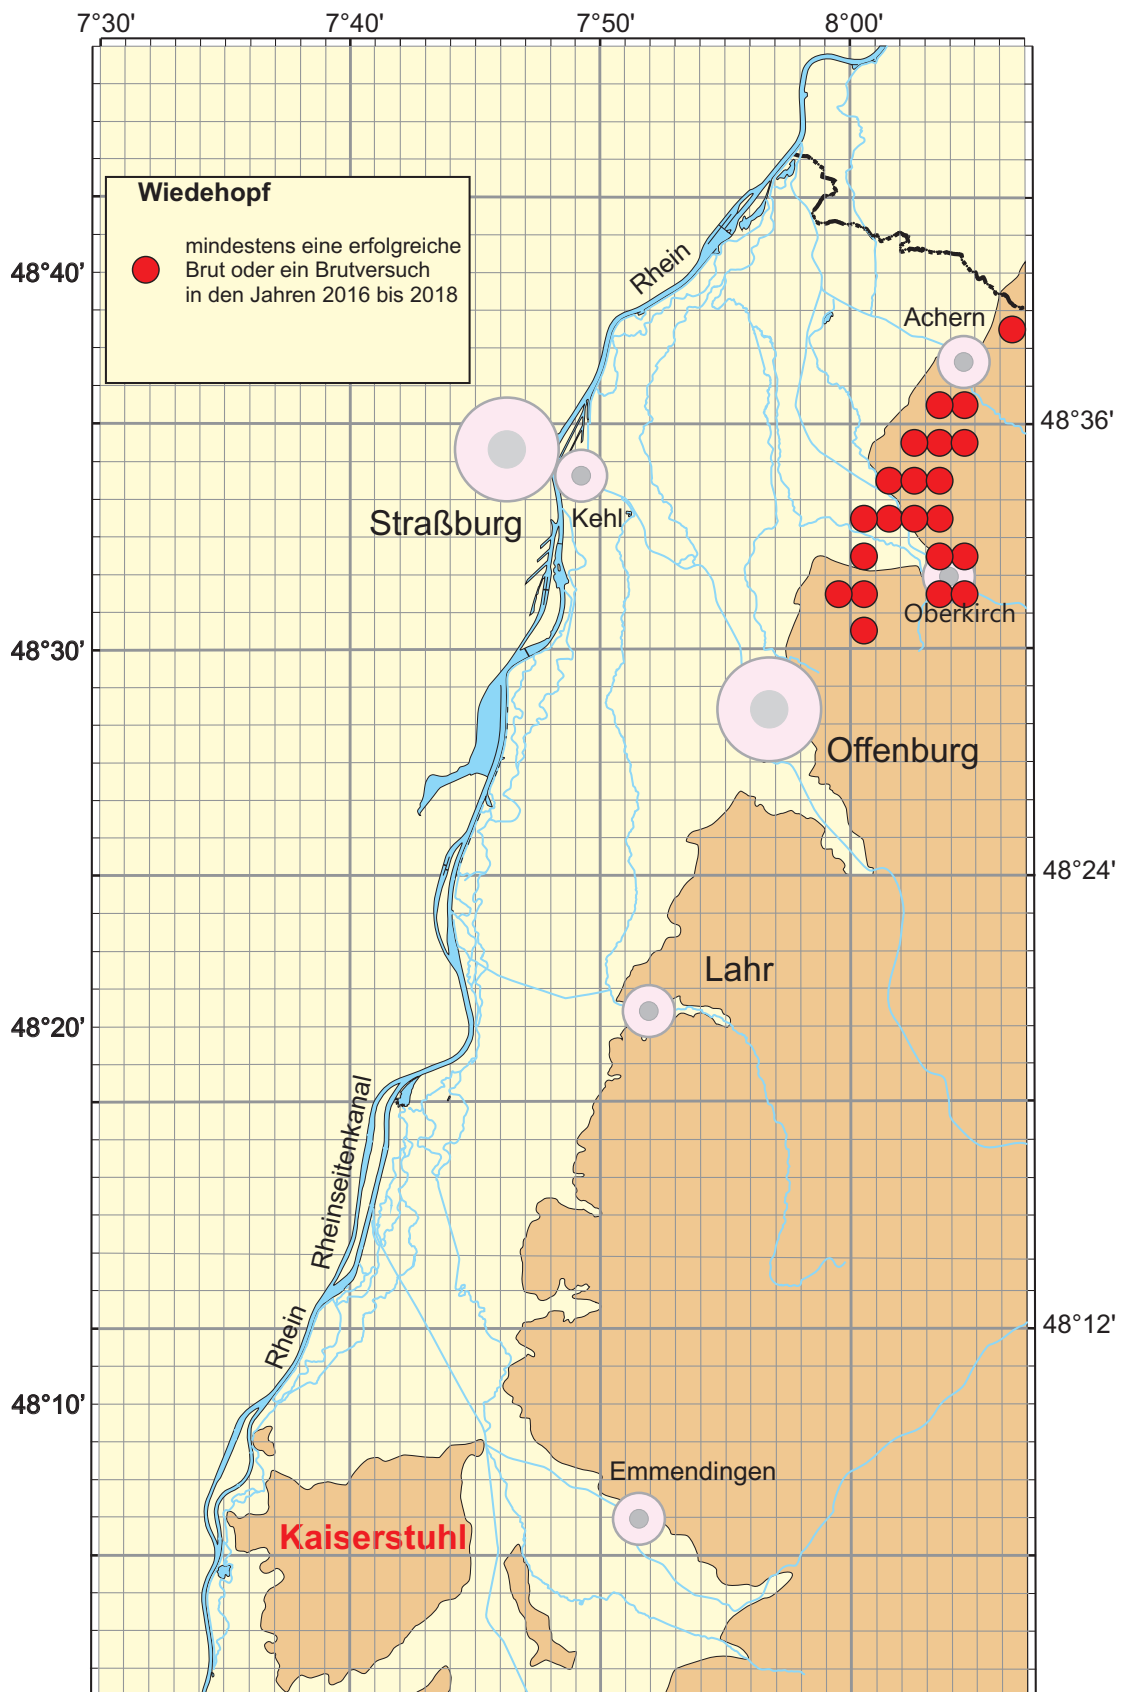 7°30' 7°40' 7°50' 8°00'
Wiedehopf
mindestens eine erfolgreiche
Brut oder ein Brutversuch
in den Jahren 2016 bis 2018
Rhein
48°40'
Achern
48°36'
Straßburg
Kehl
Oberkirch
48°30'
Offenburg
48°24'
Lahr
48°20'
Rheinseitenkanal
48°12'
Rhein
48°10'
Emmendingen
Kaiserstuhl